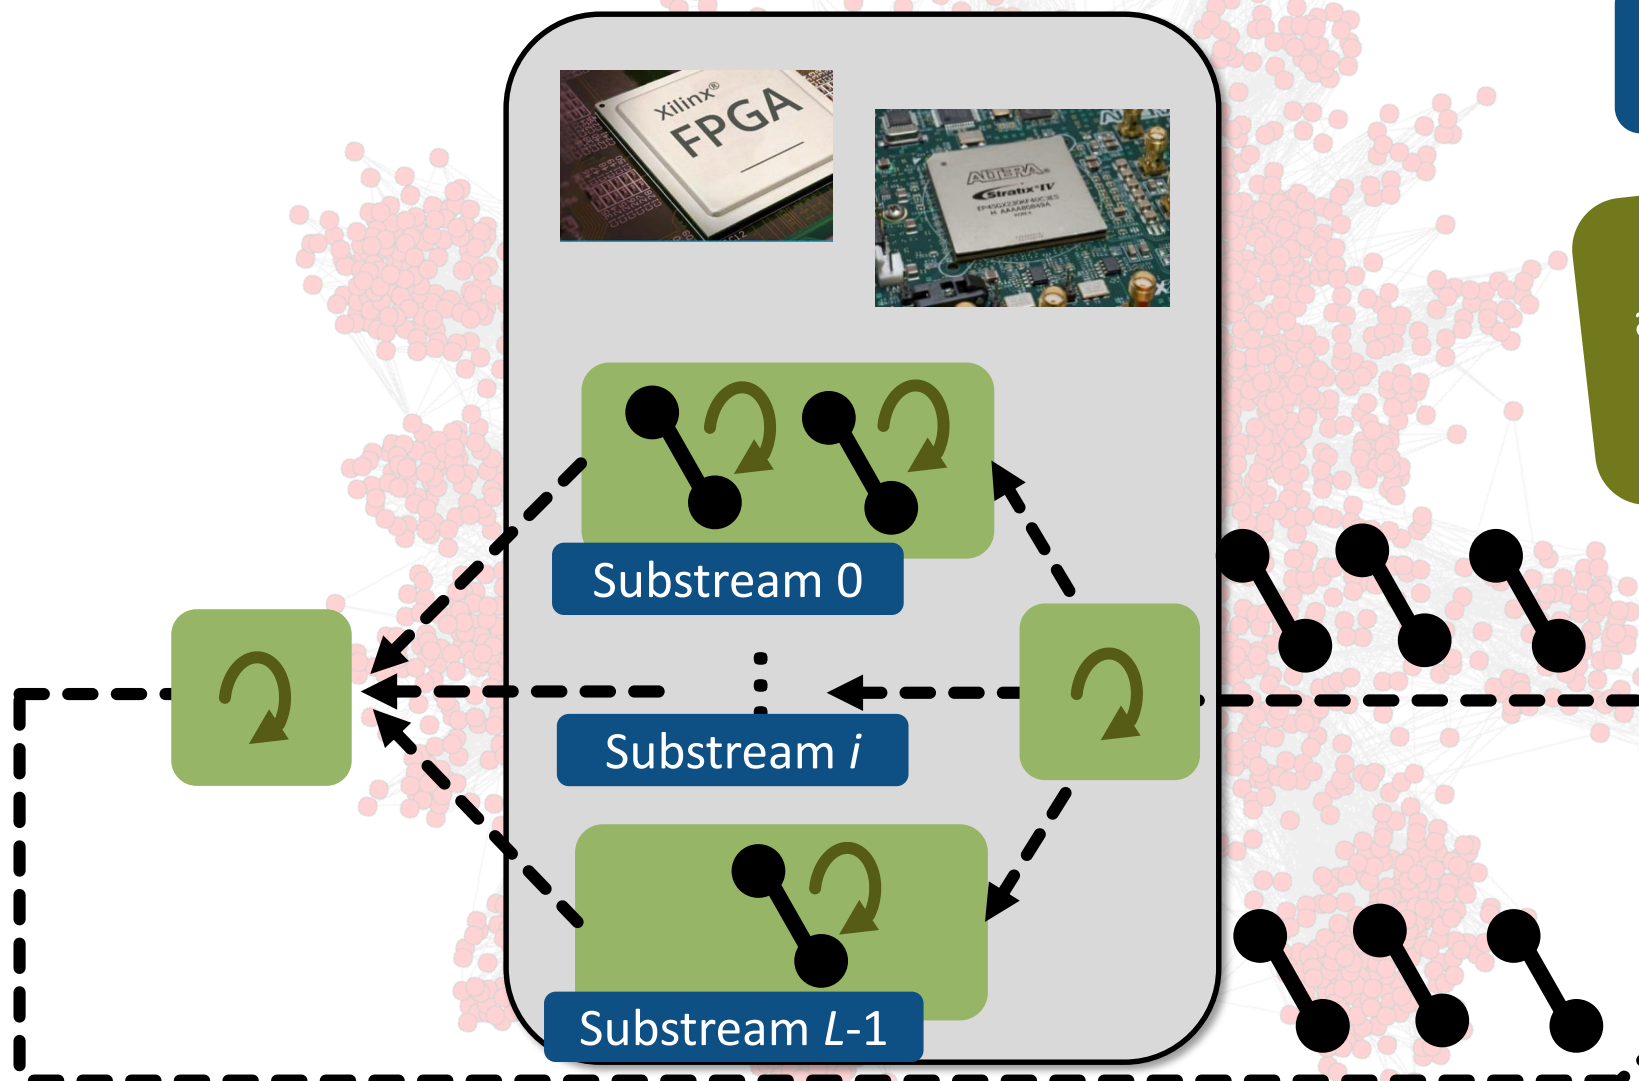 Xilinx®
FPGA
ALTERA®
Stratix® IV
Substream 0
Substream i
Substream L-1